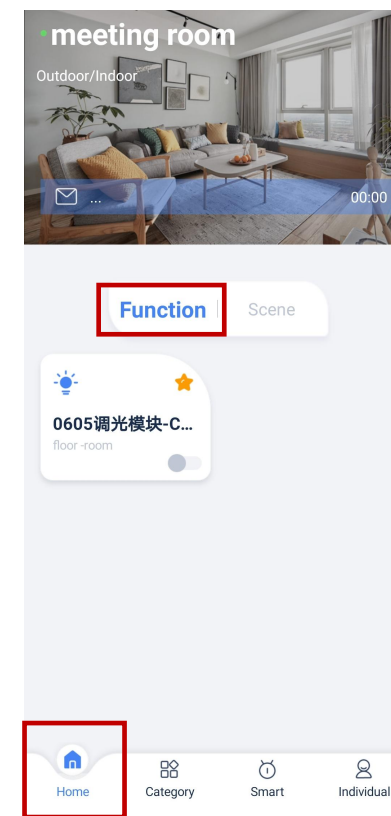 meeting room
Outdoor/Indoor
... 00:00
Function Scene
0605调光模块-C...
floor -room
Home Category Smart Individual